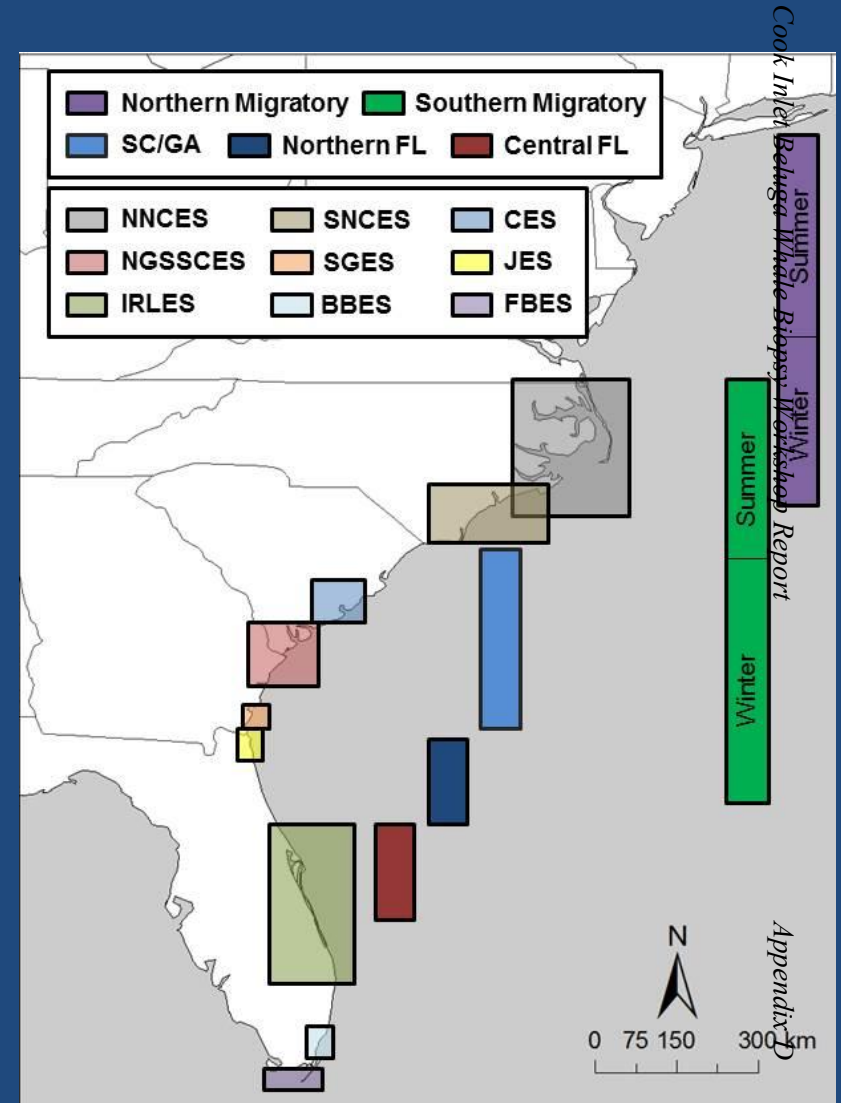 Northern Migratory Southern Migratory
SC/GA Northern FL Central FL
NNCES SNCES CES
NGSSCES SGES JES
IRLES BBES FBES
Summer
Winter
Summer
Winter
N
0 75 150 300 km
Cook Inlet Beluga Whale Biopsy Workshop Report
Appendix D